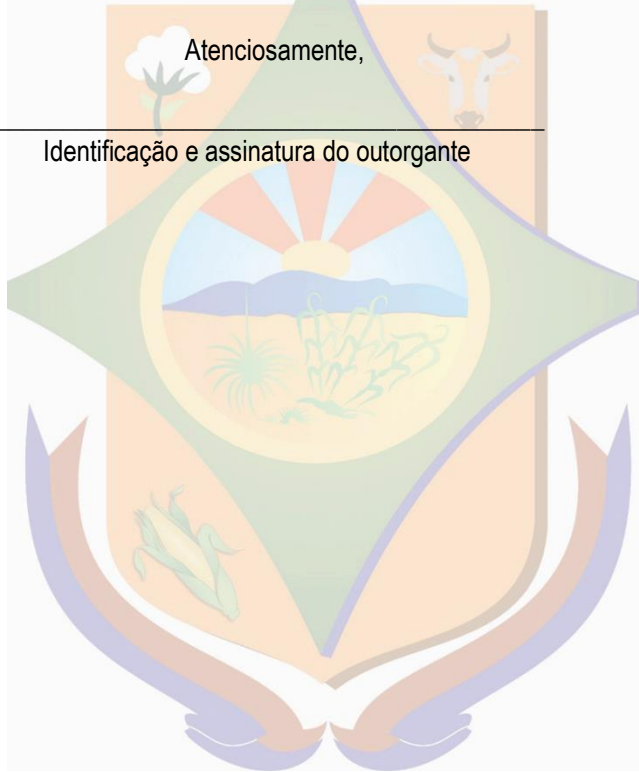 Atenciosamente,
Identificação e assinatura do outorgante